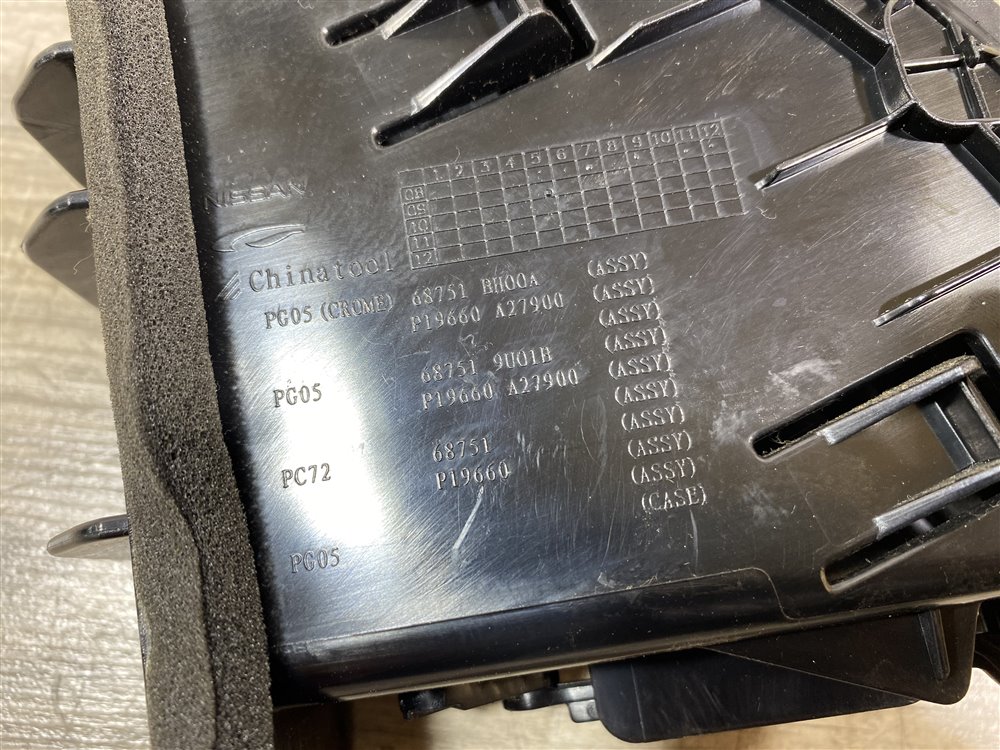 1 2 3 4 5 6 7 8 9 10 11 12
08
09
10
11
12
NISSAN
Chinatool
PG05 (CROME) 68751 BH00A (ASSY)
P19660 A27900 (ASSY)
(ASSY)
PG05 68751 9U01B (ASSY)
P19660 A27900 (ASSY)
(ASSY)
PC72 68751 (ASSY)
P19660 (ASSY)
(CASE)
PG05